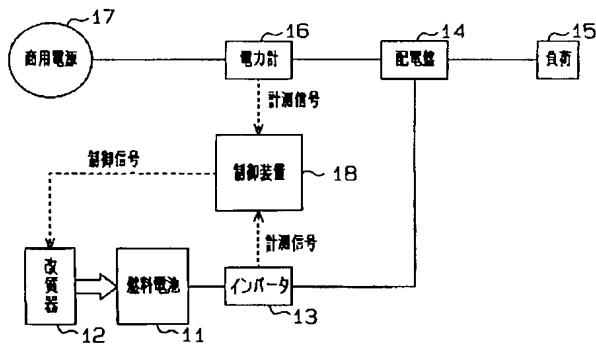 17
商用電源
16
電力計
14
配電盤
15
負荷
計測信号
制御信号
制御装置
18
計測信号
改質器
12
燃料電池
11
インバータ
13